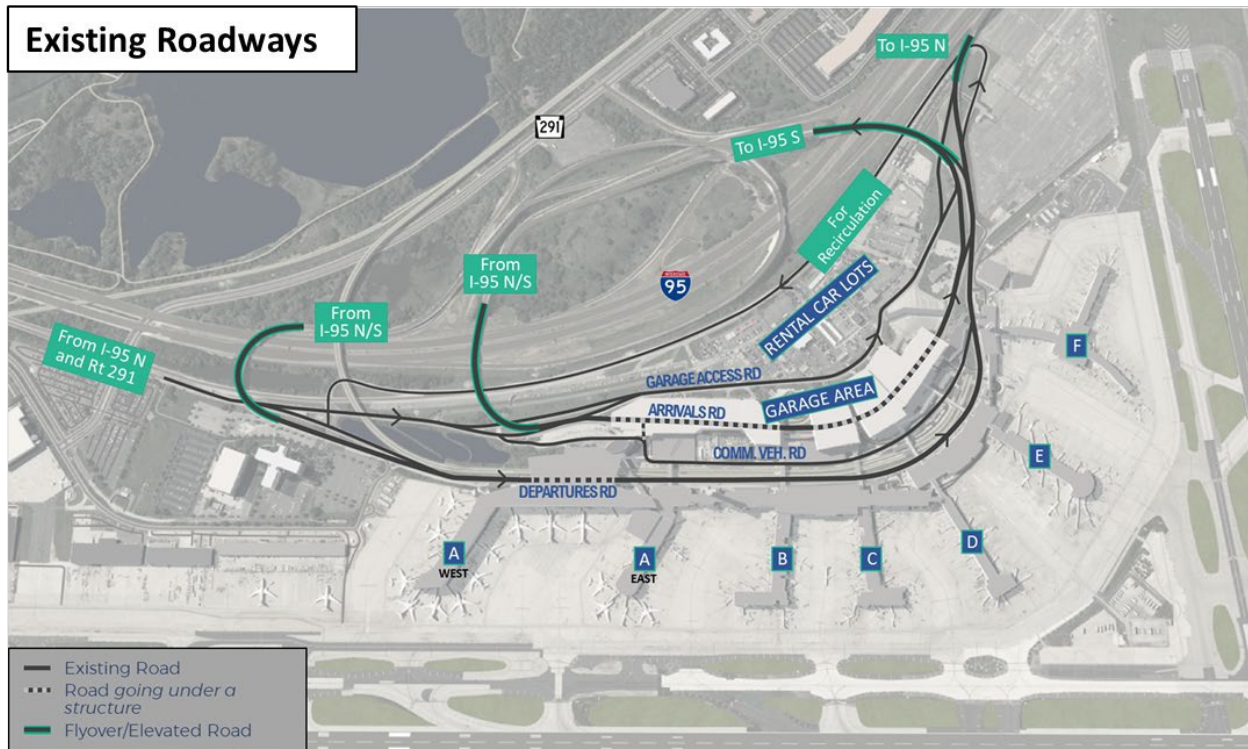 Existing Roadways
To I-95 N
291
To I-95 S
For
Recirculation
From
I-95 N/S
INTERSTATE
95
From
I-95 N/S
RENTAL CAR LOTS
From I-95 N
and Rt 291
F
GARAGE ACCESS RD
GARAGE AREA
ARRIVALS RD
E
COMM. VEH. RD
DEPARTURES RD
A
WEST
A
EAST
B
C
D
Existing Road
Road going under a
structure
Flyover/Elevated Road